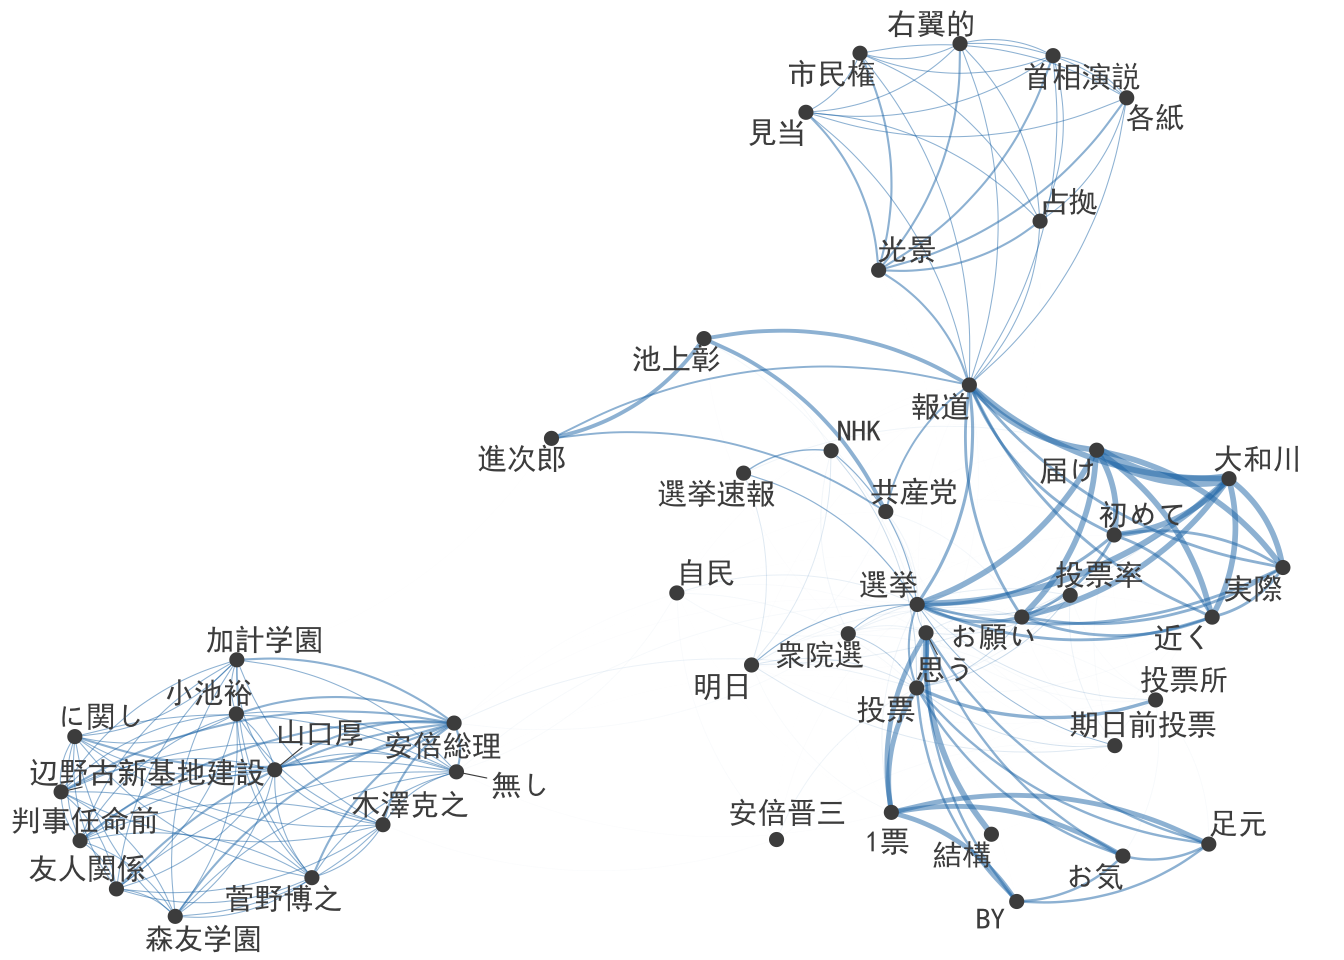 右翼的
市民権
首相演説
各紙
見当
占拠
光景
池上彰
報道
NHK
進次郎
届け
大和川
選挙速報
共産党
初めて
自民
選挙
投票率
実際
お願い
近く
衆院選
思う
明日
投票
投票所
期日前投票
加計学園
小池裕
に関し
山口厚
安倍総理
辺野古新基地建設
無し
木澤克之
判事任命前
安倍晋三
足元
1票
結構
友人関係
お気
菅野博之
BY
森友学園